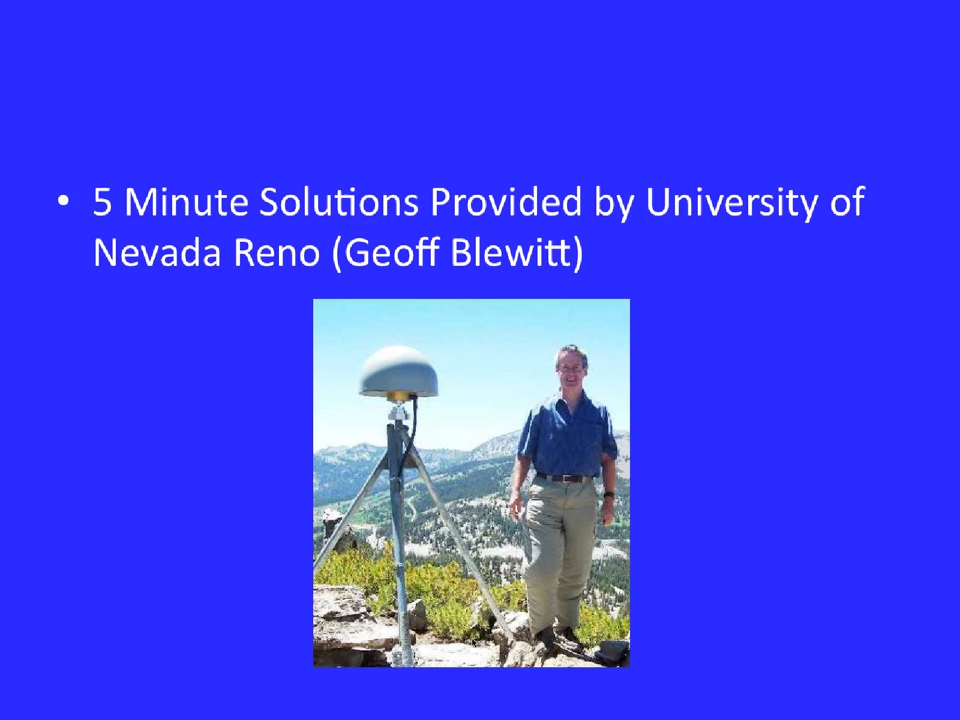 • 5 Minute Solutions Provided by University of
Nevada Reno (Geoff Blewitt)